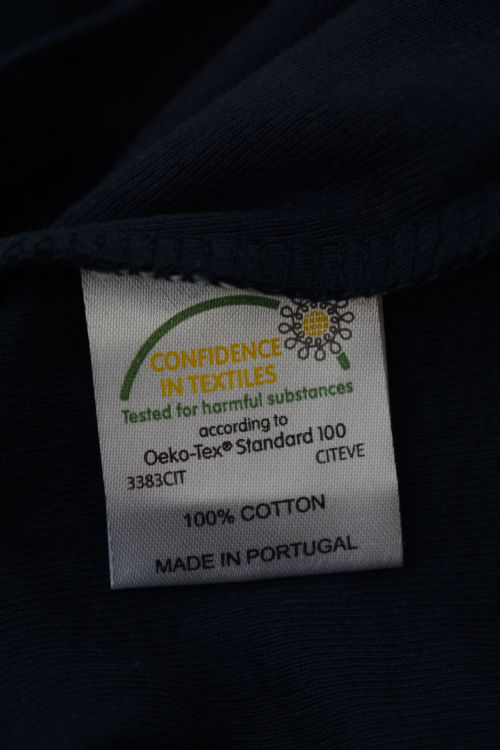 CONFIDENCE
IN TEXTILES
Tested for harmful substances
according to
Oeko-Tex® Standard 100
3383CIT CITEVE
100% COTTON
MADE IN PORTUGAL